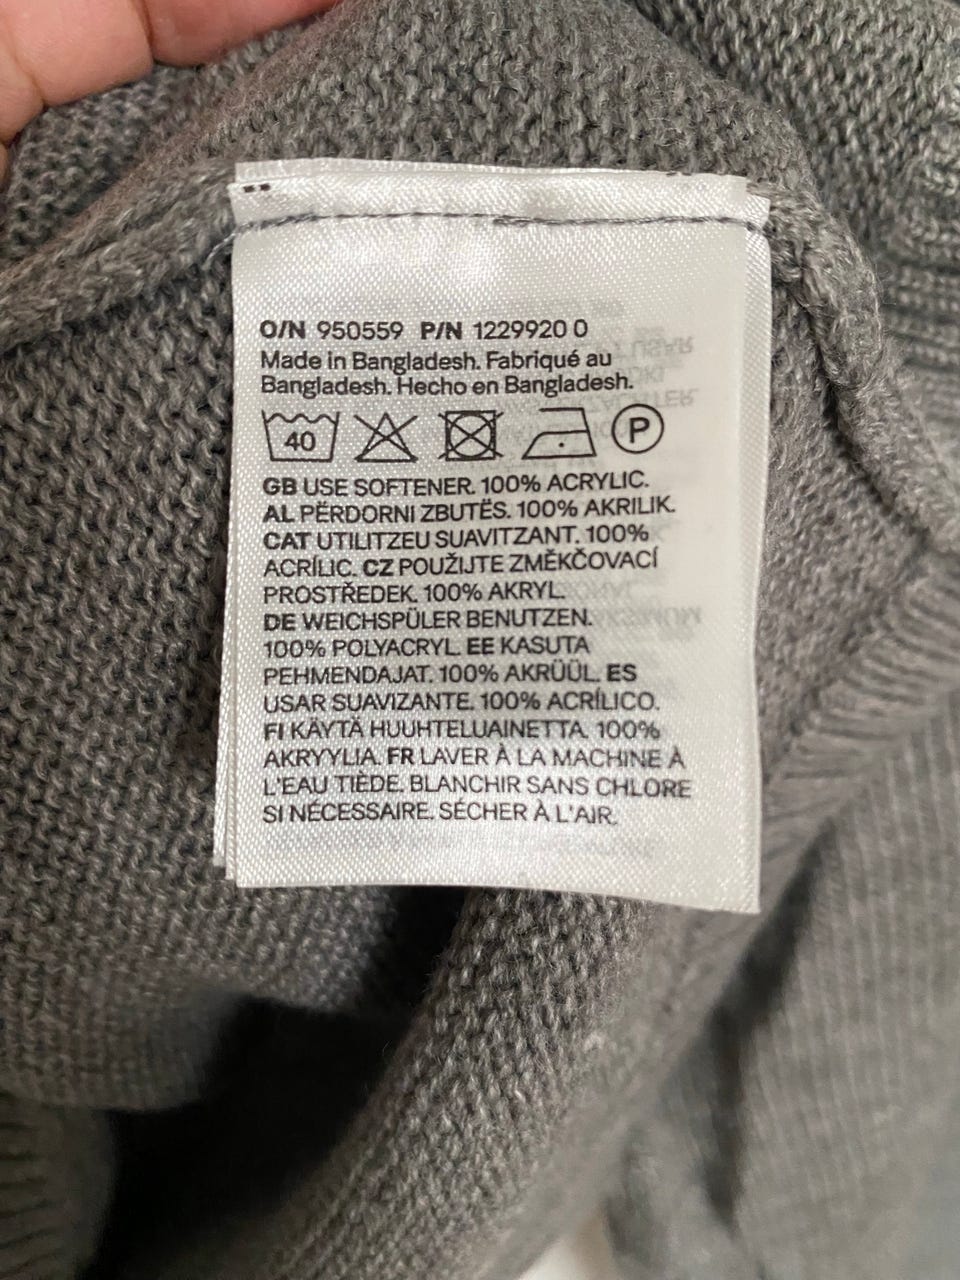 O/N 950559 P/N 1229920 0
Made in Bangladesh. Fabriqué au
Bangladesh. Hecho en Bangladesh.
40 P
GB USE SOFTENER. 100% ACRYLIC.
AL PËRDORNI ZBUTËS. 100% AKRILIK.
CAT UTILITZEU SUAVITZANT. 100%
ACRÍLIC. CZ POUŽIJTE ZMĚKČOVACÍ
PROSTŘEDEK. 100% AKRYL.
DE WEICHSPÜLER BENUTZEN.
100% POLYACRYL. EE KASUTA
PEHMENDAJAT. 100% AKRÜÜL. ES
USAR SUAVIZANTE. 100% ACRÍLICO.
FI KÄYTÄ HUUHTELUAINETTA. 100%
AKRYYLIA. FR LAVER À LA MACHINE À
L'EAU TIÈDE. BLANCHIR SANS CHLORE
SI NÉCESSAIRE. SÉCHER À L'AIR.